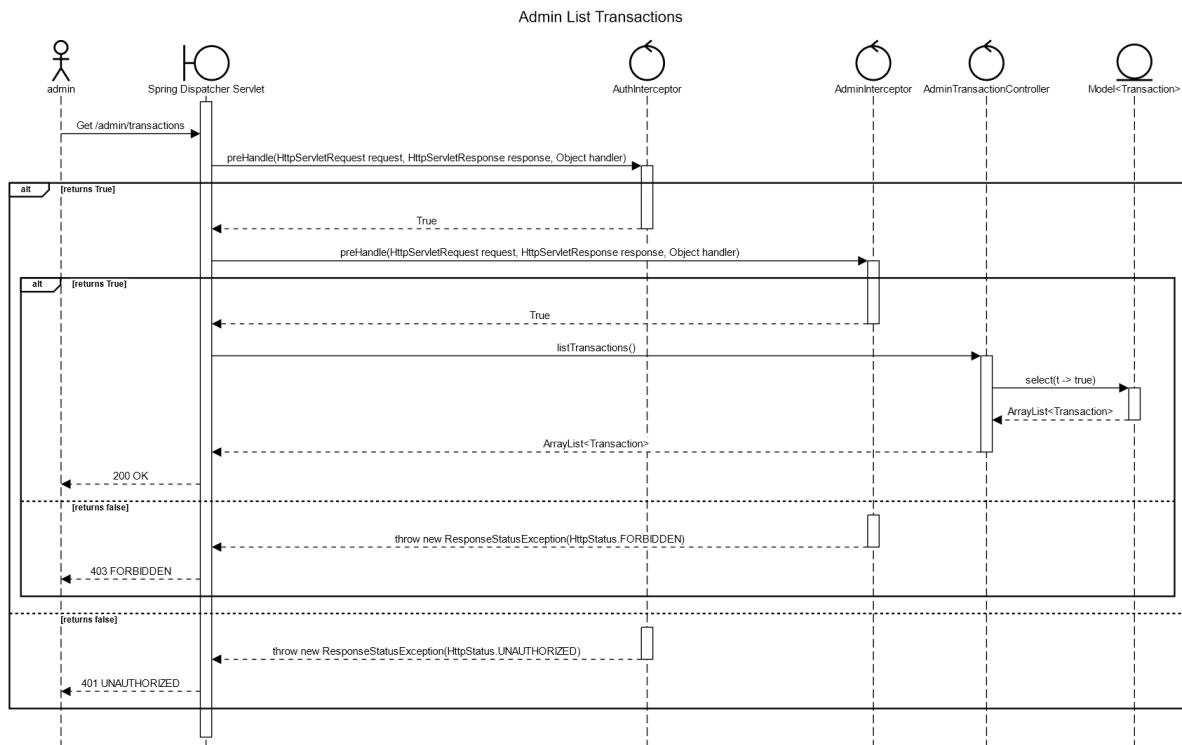 Admin List Transactions
admin
Spring Dispatcher Servlet
AuthInterceptor
AdminInterceptor
AdminTransactionController
Model<Transaction>
Get /admin/transactions
preHandle(HttpServletRequest request, HttpServletResponse response, Object handler)
alt
[returns True]
True
preHandle(HttpServletRequest request, HttpServletResponse response, Object handler)
alt
[returns True]
True
listTransactions()
select(t -> true)
ArrayList<Transaction>
ArrayList<Transaction>
200 OK
[returns false]
throw new ResponseStatusException(HttpStatus.FORBIDDEN)
403 FORBIDDEN
[returns false]
throw new ResponseStatusException(HttpStatus.UNAUTHORIZED)
401 UNAUTHORIZED